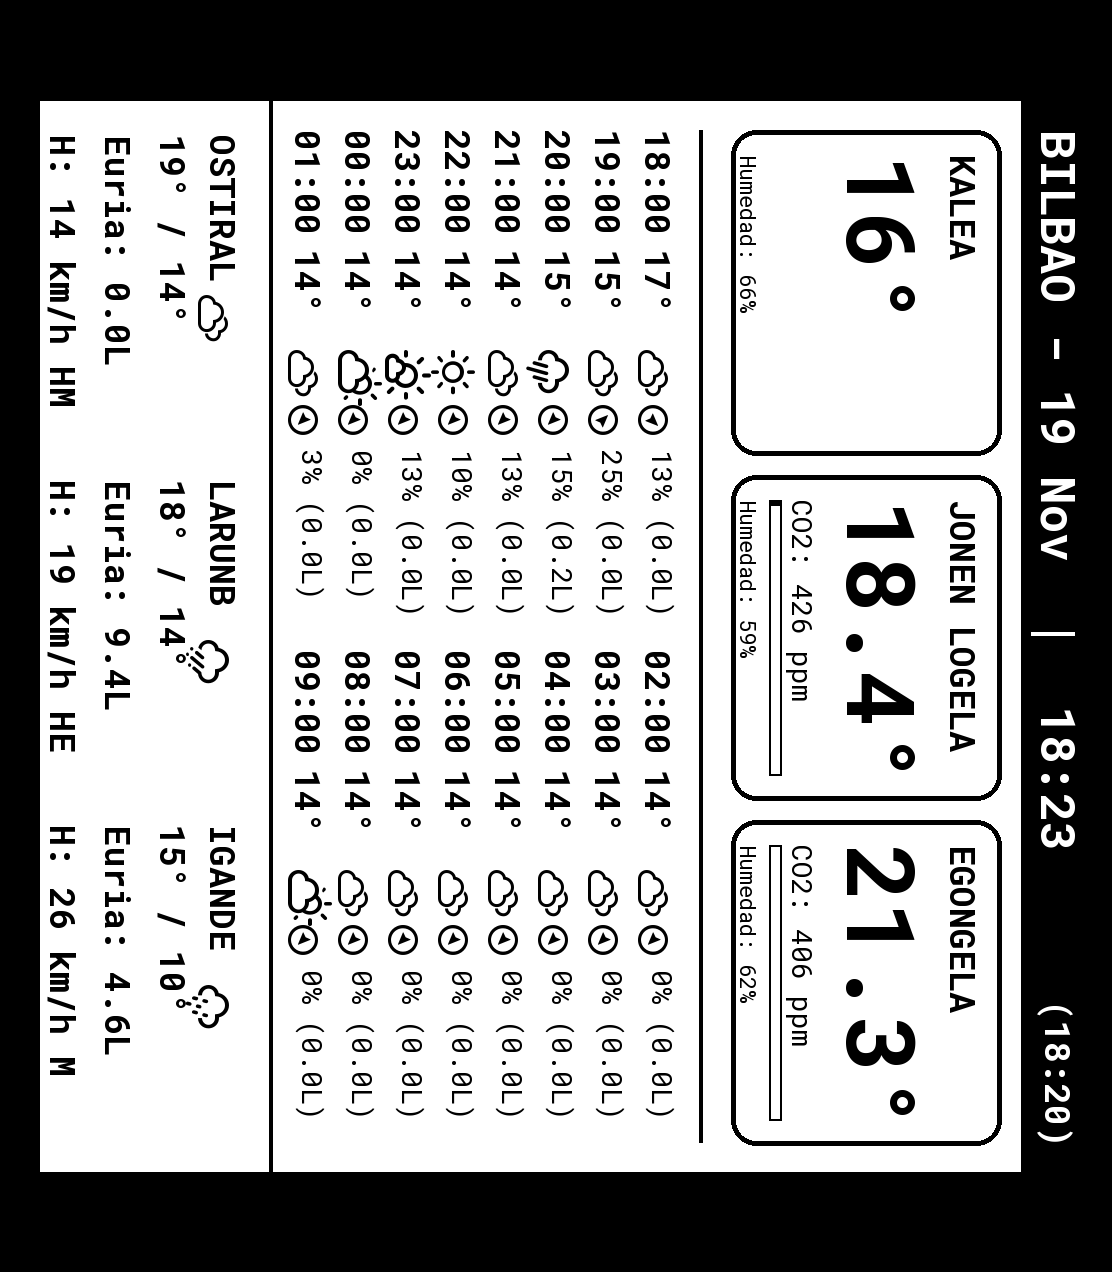 BILBAO - 19 Nov | 18:23 (18:20)
KALEA
16°
Humedad: 66%
JONEN LOGELA
18.4°
CO2: 426 ppm
Humedad: 59%
EGONGELA
21.3°
CO2: 406 ppm
Humedad: 62%
18:00 17° 13% (0.0L)
19:00 15° 25% (0.0L)
20:00 15° 15% (0.2L)
21:00 14° 13% (0.0L)
22:00 14° 10% (0.0L)
23:00 14° 13% (0.0L)
00:00 14° 0% (0.0L)
01:00 14° 3% (0.0L)
02:00 14° 0% (0.0L)
03:00 14° 0% (0.0L)
04:00 14° 0% (0.0L)
05:00 14° 0% (0.0L)
06:00 14° 0% (0.0L)
07:00 14° 0% (0.0L)
08:00 14° 0% (0.0L)
09:00 14° 0% (0.0L)
OSTIRAL
19° / 14°
Euria: 0.0L
H: 14 km/h HM
LARUNB
18° / 14°
Euria: 9.4L
H: 19 km/h HE
IGANDE
15° / 10°
Euria: 4.6L
H: 26 km/h M